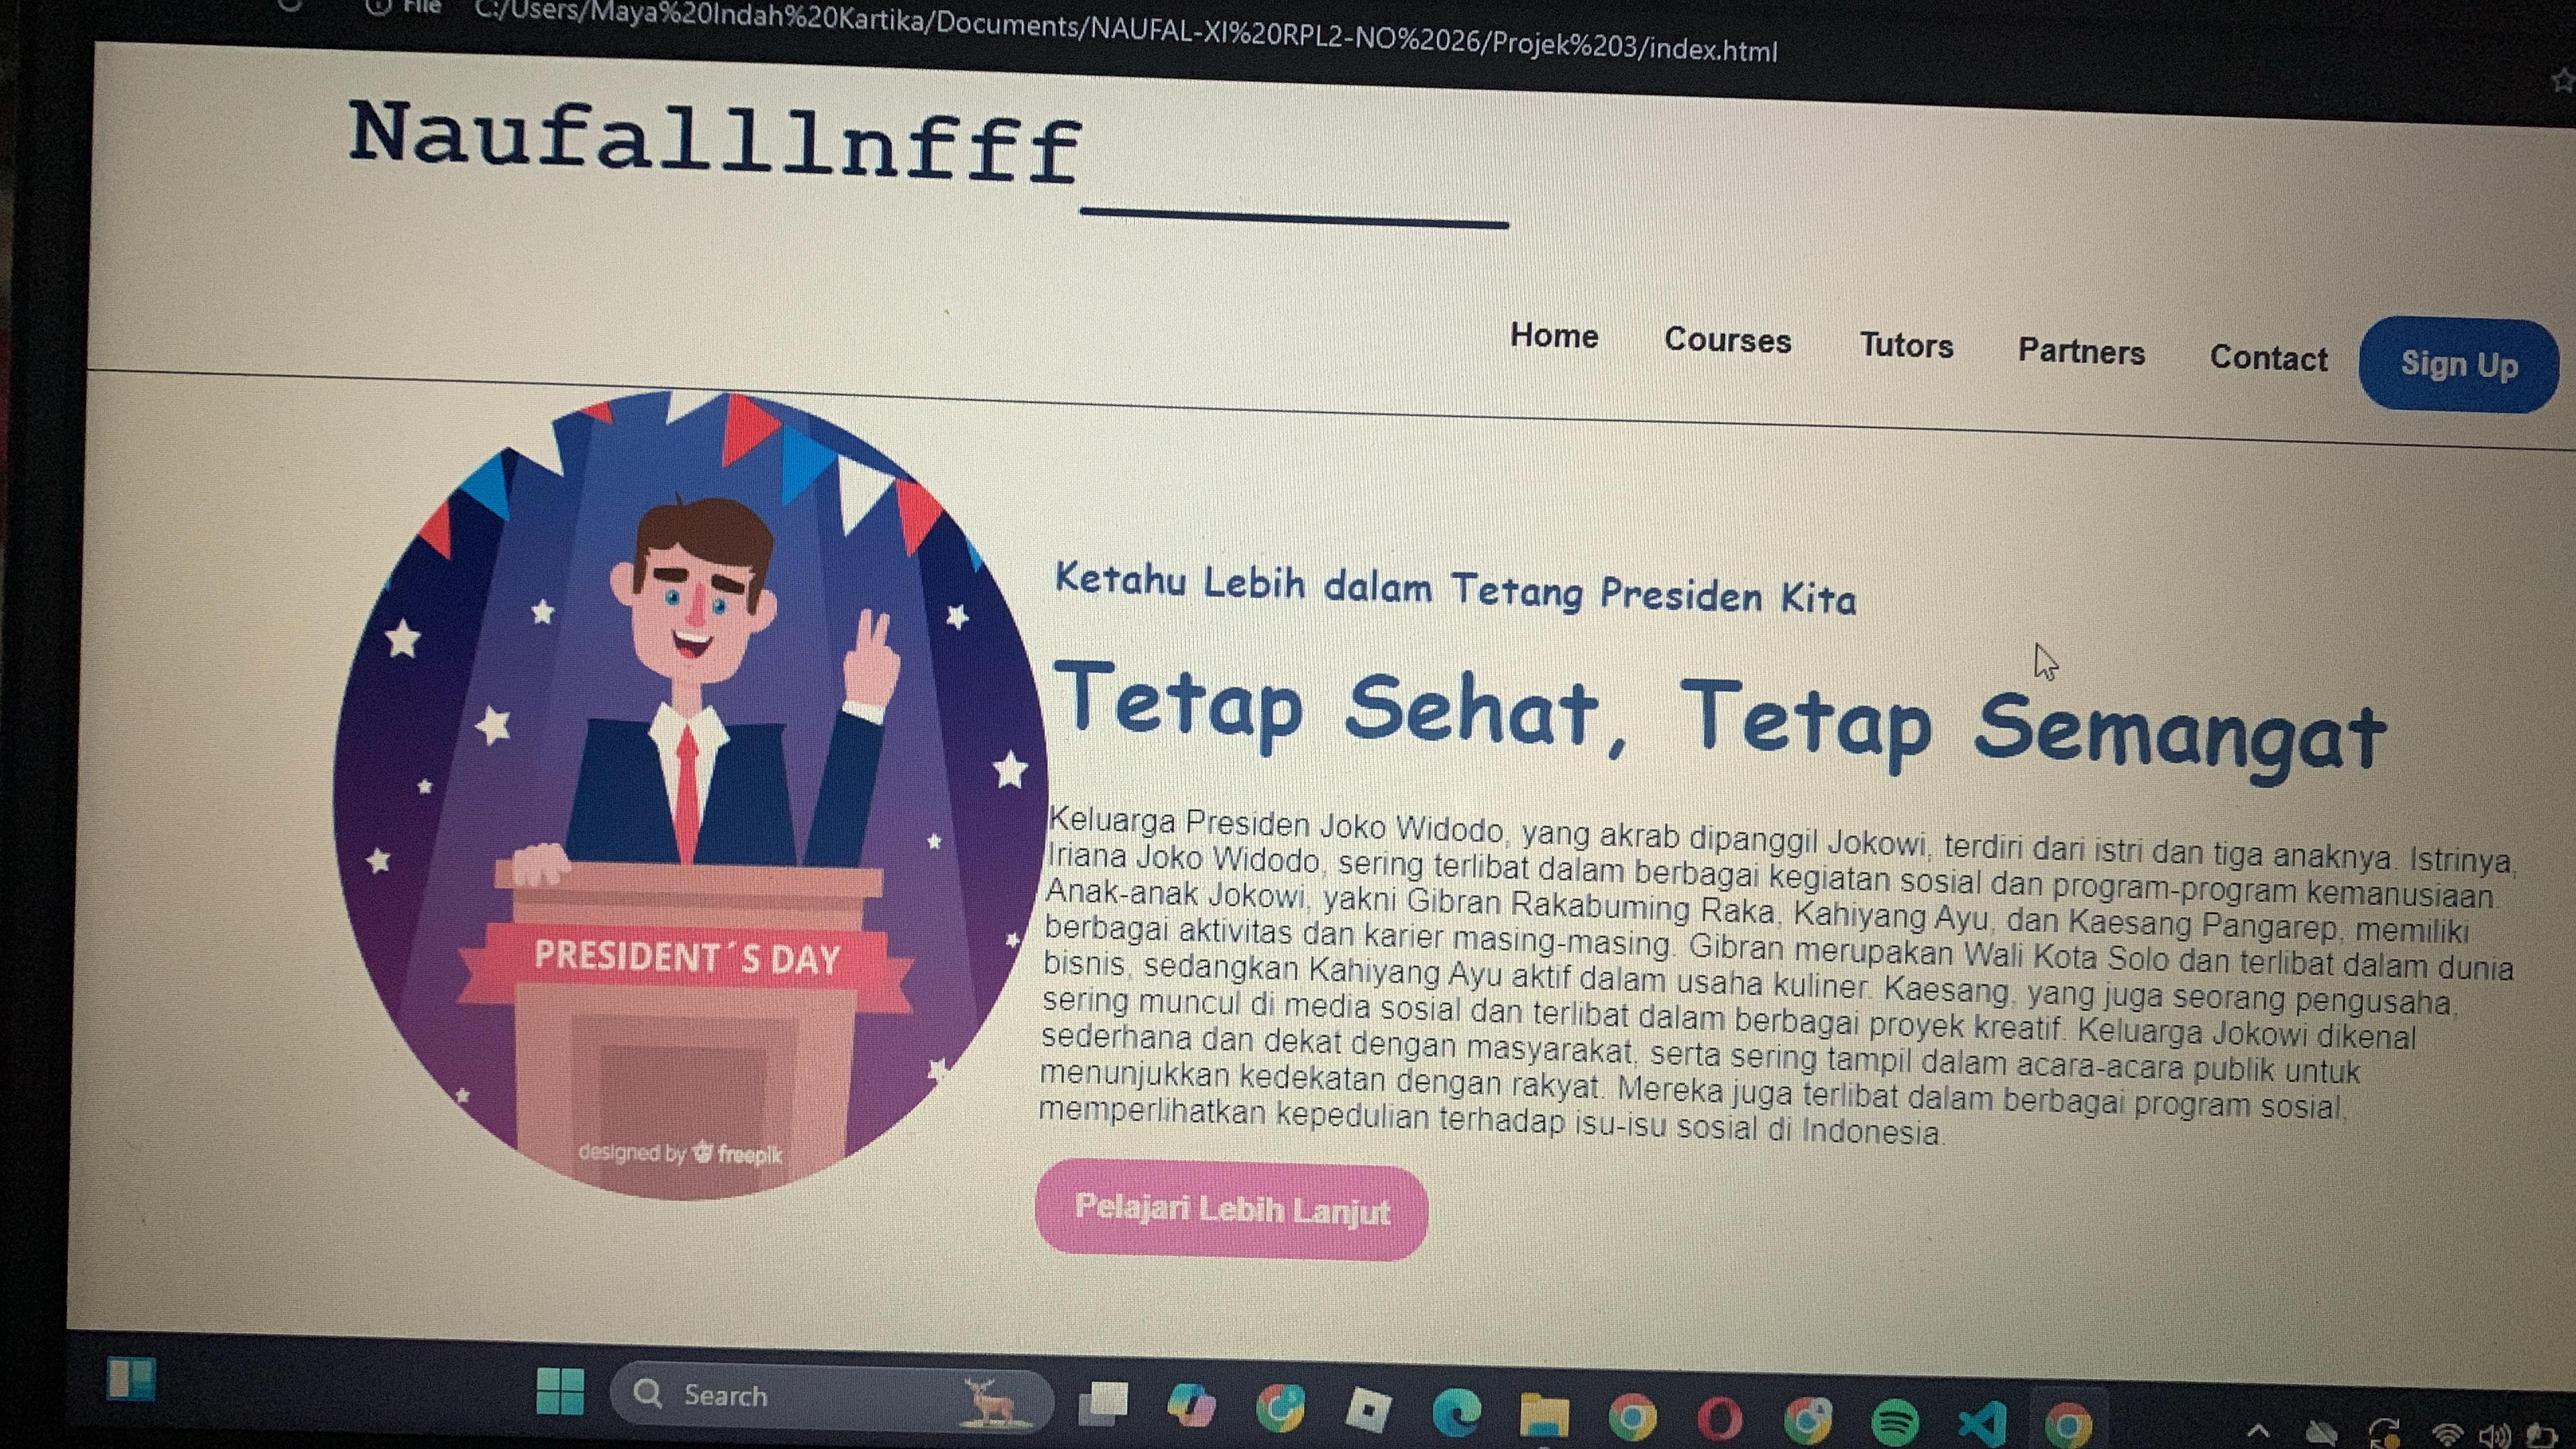 File C:/Users/Maya%20Indah%20Kartika/Documents/NAUFAL-XI%20RPL2-NO%2026/Projek%203/index.html
Naufalllnfff
Home Courses Tutors Partners Contact Sign Up
Ketahu Lebih dalam Tetang Presiden Kita
Tetap Sehat, Tetap Semangat
Keluarga Presiden Joko Widodo, yang akrab dipanggil Jokowi, terdiri dari istri dan tiga anaknya. Istrinya,
Iriana Joko Widodo, sering terlibat dalam berbagai kegiatan sosial dan program-program kemanusiaan.
Anak-anak Jokowi, yakni Gibran Rakabuming Raka, Kahiyang Ayu, dan Kaesang Pangarep, memiliki
berbagai aktivitas dan karier masing-masing. Gibran merupakan Wali Kota Solo dan terlibat dalam dunia
bisnis, sedangkan Kahiyang Ayu aktif dalam usaha kuliner. Kaesang, yang juga seorang pengusaha,
sering muncul di media sosial dan terlibat dalam berbagai proyek kreatif. Keluarga Jokowi dikenal
sederhana dan dekat dengan masyarakat, serta sering tampil dalam acara-acara publik untuk
menunjukkan kedekatan dengan rakyat. Mereka juga terlibat dalam berbagai program sosial,
memperlihatkan kepedulian terhadap isu-isu sosial di Indonesia.
PRESIDENT´S DAY
designed by freepik
Pelajari Lebih Lanjut
Search